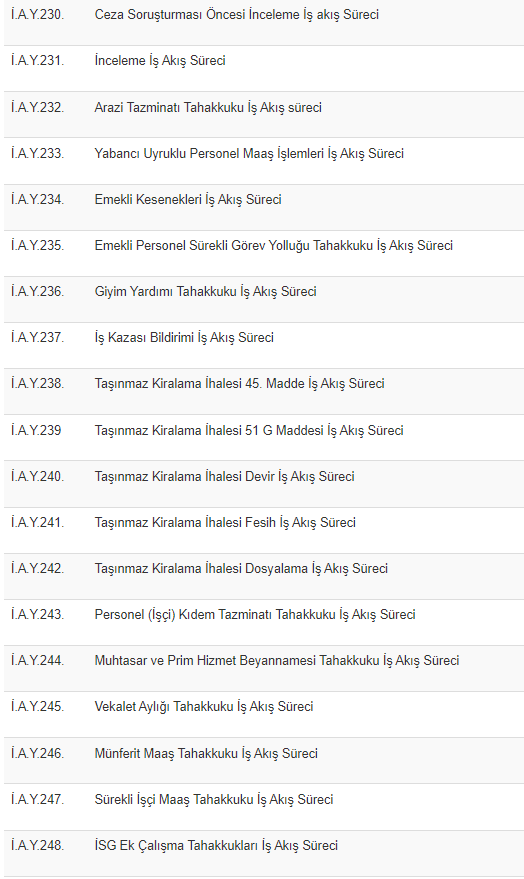 İ.A.Y.230. Ceza Soruşturması Öncesi İnceleme İş akış Süreci
İ.A.Y.231. İnceleme İş Akış Süreci
İ.A.Y.232. Arazi Tazminatı Tahakkuku İş Akış süreci
İ.A.Y.233. Yabancı Uyruklu Personel Maaş İşlemleri İş Akış Süreci
İ.A.Y.234. Emekli Kesenekleri İş Akış Süreci
İ.A.Y.235. Emekli Personel Sürekli Görev Yolluğu Tahakkuku İş Akış Süreci
İ.A.Y.236. Giyim Yardımı Tahakkuku İş Akış Süreci
İ.A.Y.237. İş Kazası Bildirimi İş Akış Süreci
İ.A.Y.238. Taşınmaz Kiralama İhalesi 45. Madde İş Akış Süreci
İ.A.Y.239 Taşınmaz Kiralama İhalesi 51 G Maddesi İş Akış Süreci
İ.A.Y.240. Taşınmaz Kiralama İhalesi Devir İş Akış Süreci
İ.A.Y.241. Taşınmaz Kiralama İhalesi Fesih İş Akış Süreci
İ.A.Y.242. Taşınmaz Kiralama İhalesi Dosyalama İş Akış Süreci
İ.A.Y.243. Personel (İşçi) Kıdem Tazminatı Tahakkuku İş Akış Süreci
İ.A.Y.244. Muhtasar ve Prim Hizmet Beyannamesi Tahakkuku İş Akış Süreci
İ.A.Y.245. Vekalet Aylığı Tahakkuku İş Akış Süreci
İ.A.Y.246. Münferit Maaş Tahakkuku İş Akış Süreci
İ.A.Y.247. Sürekli İşçi Maaş Tahakkuku İş Akış Süreci
İ.A.Y.248. İSG Ek Çalışma Tahakkukları İş Akış Süreci